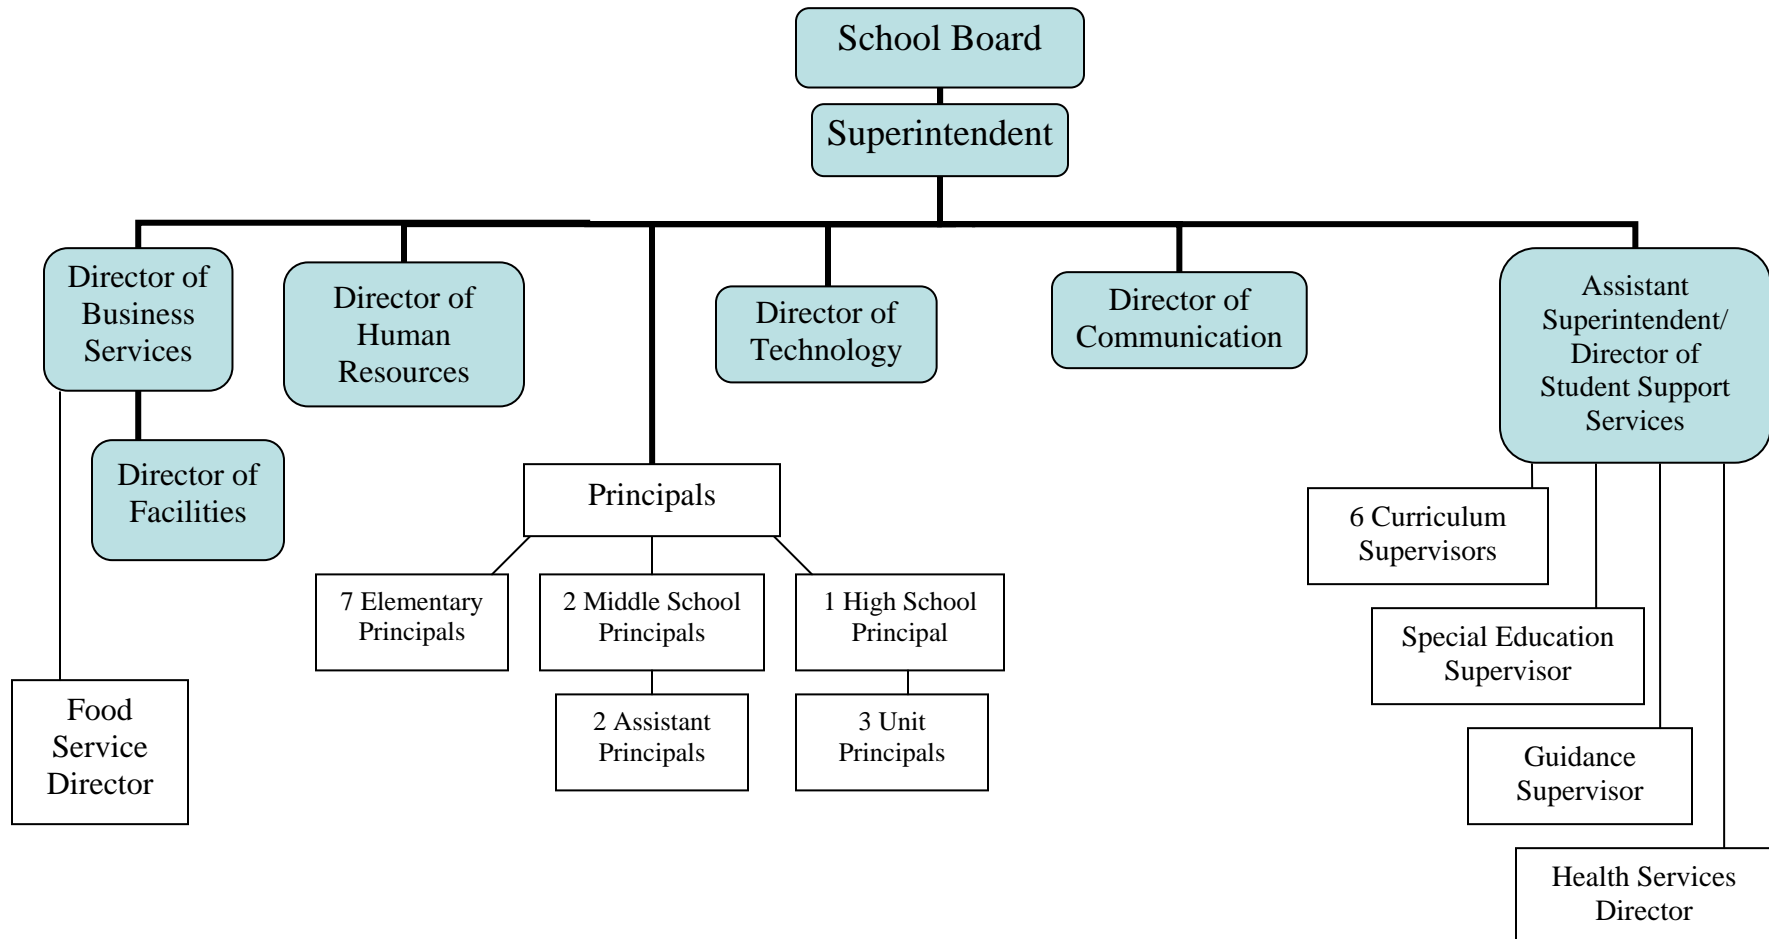 School Board
Superintendent
Director of
Business
Services
Director of
Human
Resources
Director of
Technology
Director of
Communication
Assistant
Superintendent/
Director of
Student Support
Services
Director of
Facilities
Principals
6 Curriculum
Supervisors
7 Elementary
Principals
2 Middle School
Principals
1 High School
Principal
Special Education
Supervisor
Food
Service
Director
2 Assistant
Principals
3 Unit
Principals
Guidance
Supervisor
Health Services
Director